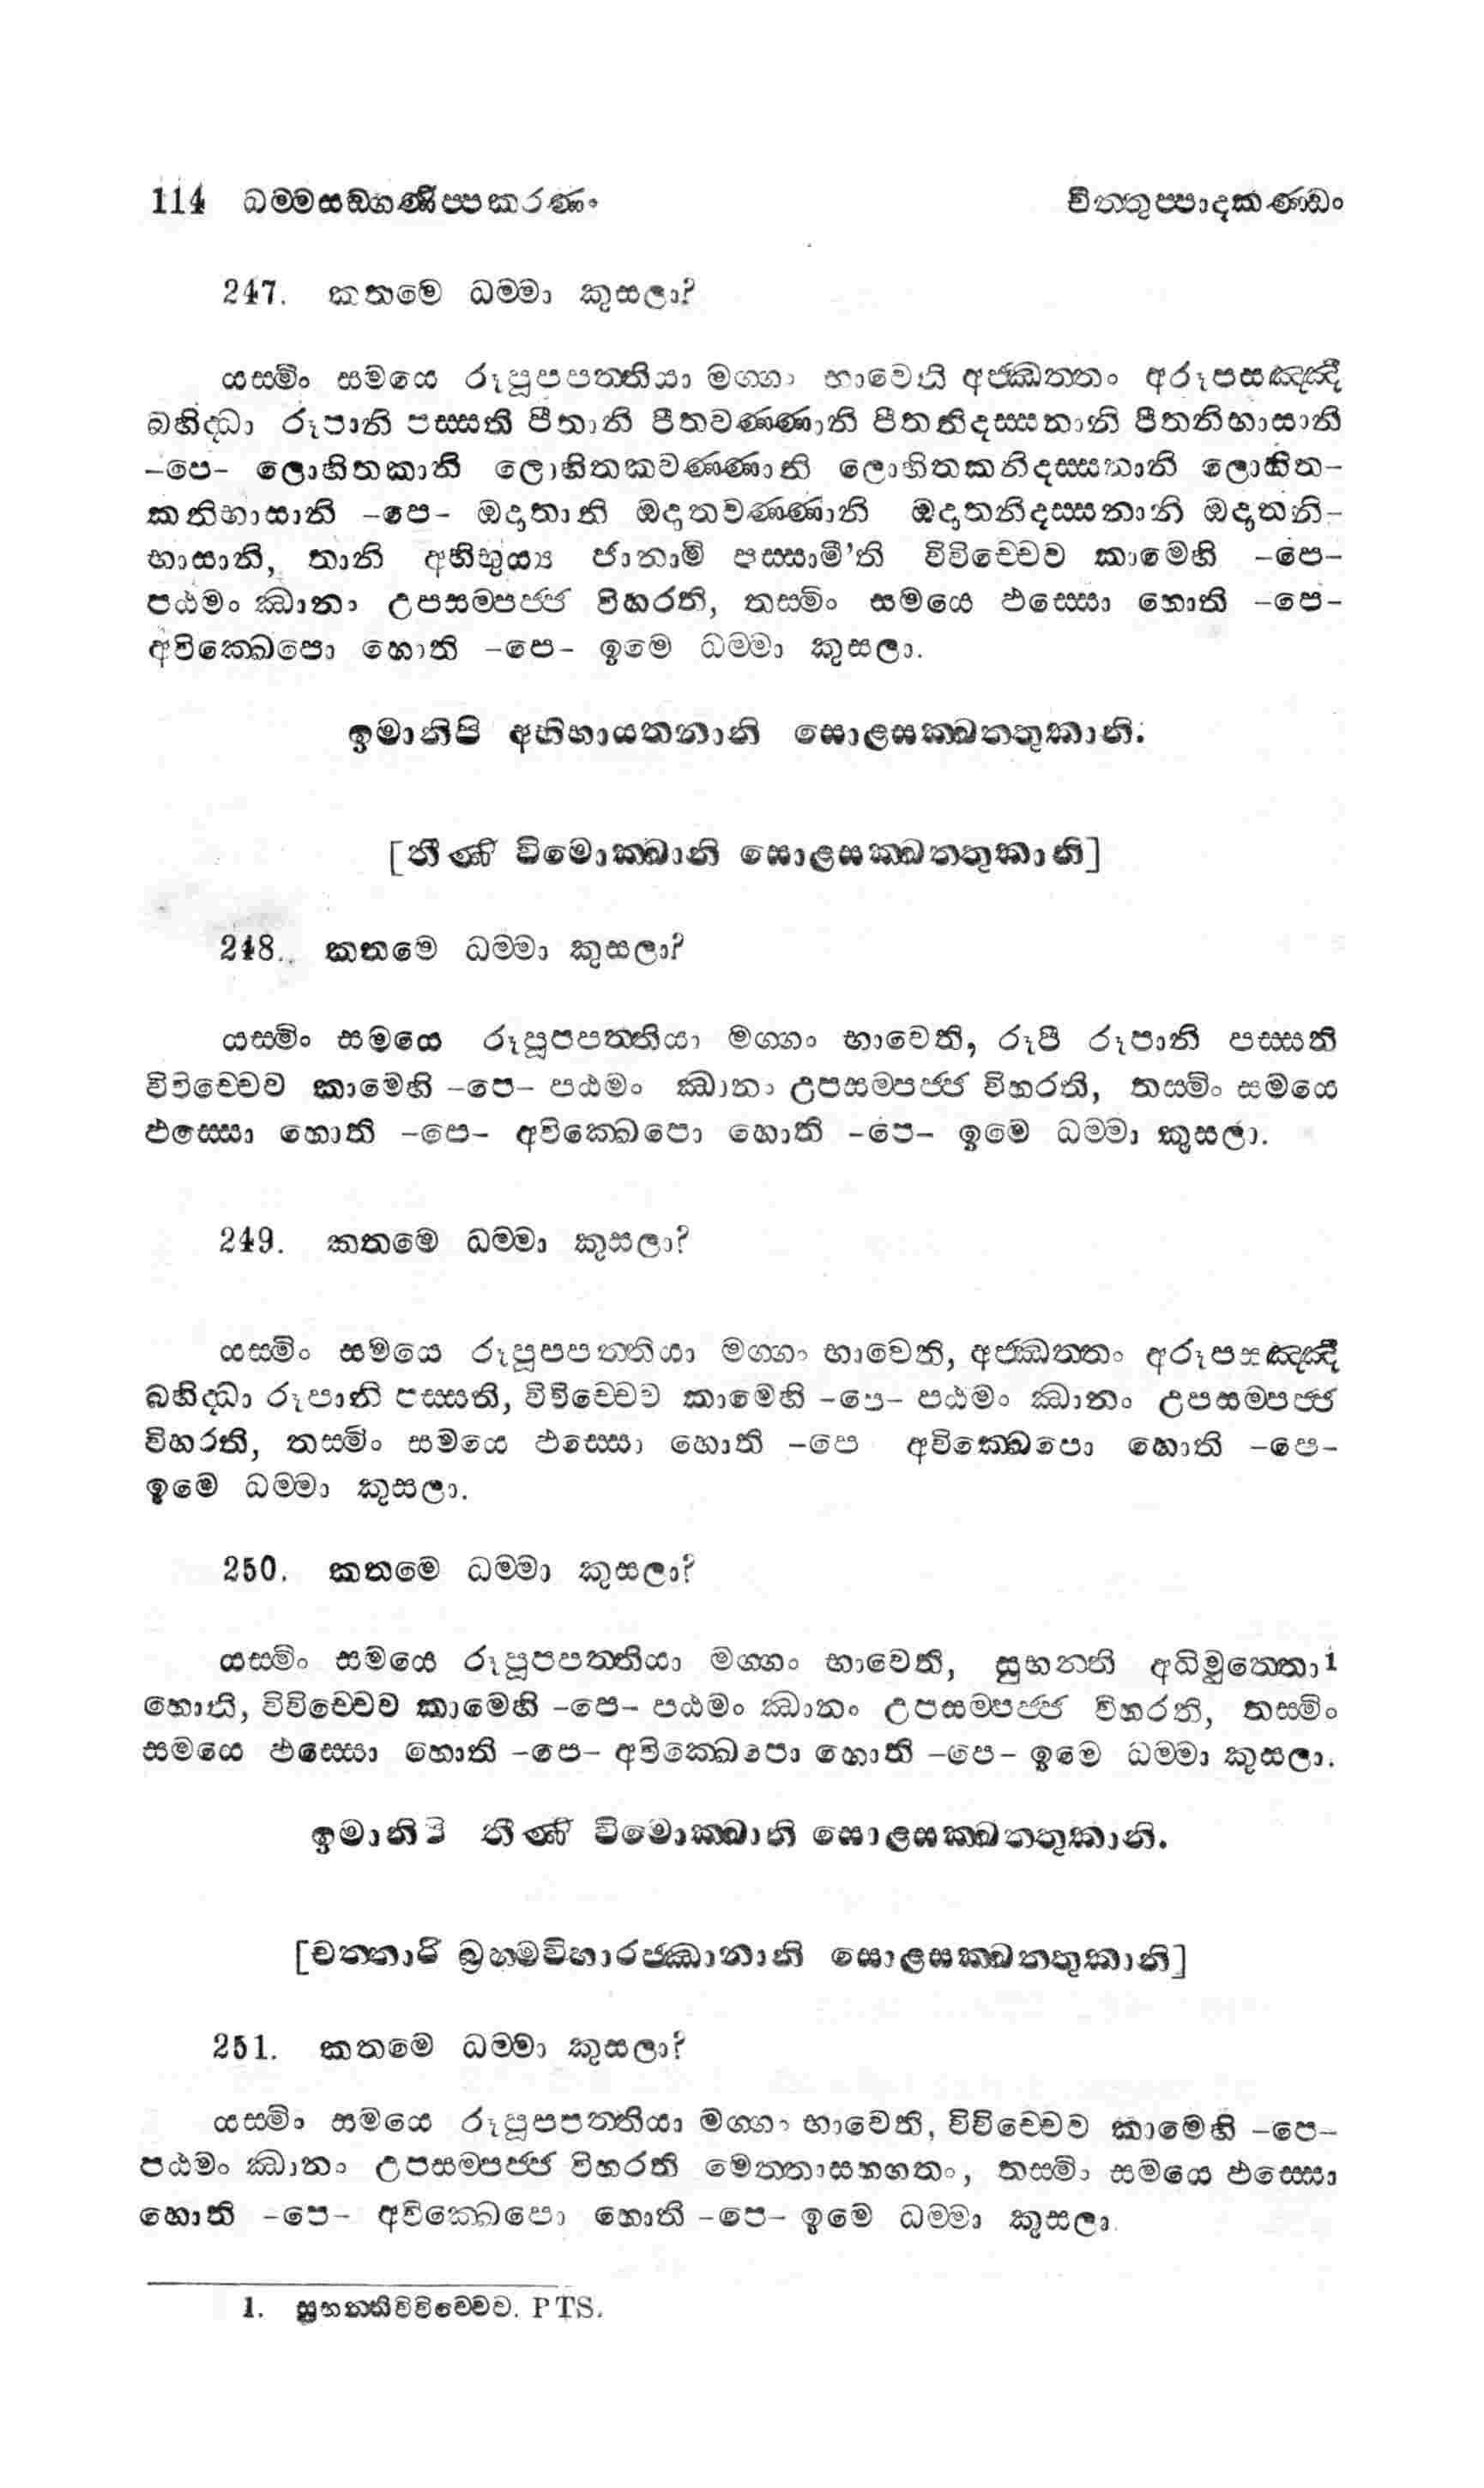 114 ධම්මසඞ්ගණිප්පකරණං චිත්තුප්පාදකණ්ඩං
247. කතමෙ ධම්මා කුසලා?
යස්මිං සමයෙ රූපූපපත්තියා මග්ගං භාවෙති අජ්ඣත්තං අරූපසඤ්ඤී
බහිද්ධා රූපානි පස්සති පීතානි පීතවණ්ණානි පීතනිදස්සනානි පීතනිභාසානි
-පෙ- ලොහිතකානි ලොහිතකවණ්ණානි ලොහිතකනිදස්සනානි ලොහිත-
කනිභාසානි -පෙ- ඔදාතානි ඔදාතවණ්ණානි ඔදාතනිදස්සනානි ඔදාතනි-
භාසානි, තානි අභිභුය්‍ය ජානාමි පස්සාමී’ති විවිච්චෙව කාමෙහි -පෙ-
පඨමං ඣානං උපසම්පජ්ජ විහරති, තස්මිං සමයෙ ඵස්සො හොති -පෙ-
අවික්ඛෙපො හොති -පෙ- ඉමෙ ධම්මා කුසලා.
ඉමානිපි අභිභායතනානි සොළසක්ඛත්තුකානි.
[තීණි විමොක්ඛානි සොළසක්ඛත්තුකානි]
248. කතමෙ ධම්මා කුසලා?
යස්මිං සමයෙ රූපූපපත්තියා මග්ගං භාවෙති, රූපී රූපානි පස්සති
විවිච්චෙව කාමෙහි -පෙ- පඨමං ඣානං උපසම්පජ්ජ විහරති, තස්මිං සමයෙ
ඵස්සො හොති -පෙ- අවික්ඛෙපො හොති -පෙ- ඉමෙ ධම්මා කුසලා.
249. කතමෙ ධම්මා කුසලා?
යස්මිං සමයෙ රූපූපපත්තියා මග්ගං භාවෙති, අජ්ඣත්තං අරූපසඤ්ඤී
බහිද්ධා රූපානි පස්සති, විවිච්චෙව කාමෙහි -පෙ- පඨමං ඣානං උපසම්පජ්ජ
විහරති, තස්මිං සමයෙ ඵස්සො හොති -පෙ අවික්ඛෙපො හොති -පෙ-
ඉමෙ ධම්මා කුසලා.
250. කතමෙ ධම්මා කුසලා?
යස්මිං සමයෙ රූපූපපත්තියා මග්ගං භාවෙති, සුභන්ති අධිමුත්තො1
හොති, විවිච්චෙව කාමෙහි -පෙ- පඨමං ඣානං උපසම්පජ්ජ විහරති, තස්මිං
සමයෙ ඵස්සො හොති -පෙ- අවික්ඛෙපො හොති -පෙ- ඉමෙ ධම්මා කුසලා.
ඉමානිපි තීණි විමොක්ඛානි සොළසක්ඛත්තුකානි.
[චත්තාරි බ්‍රහ්මවිහාරජ්ඣානානි සොළසක්ඛත්තුකානි]
251. කතමෙ ධම්මා කුසලා?
යස්මිං සමයෙ රූපූපපත්තියා මග්ගං භාවෙති, විවිච්චෙව කාමෙහි -පෙ-
පඨමං ඣානං උපසම්පජ්ජ විහරති මෙත්තාසහගතං, තස්මිං සමයෙ ඵස්සො
හොති -පෙ- අවික්ඛෙපො හොති -පෙ- ඉමෙ ධම්මා කුසලා.
1. සුභන්තිවිවිච්චෙව. PTS.